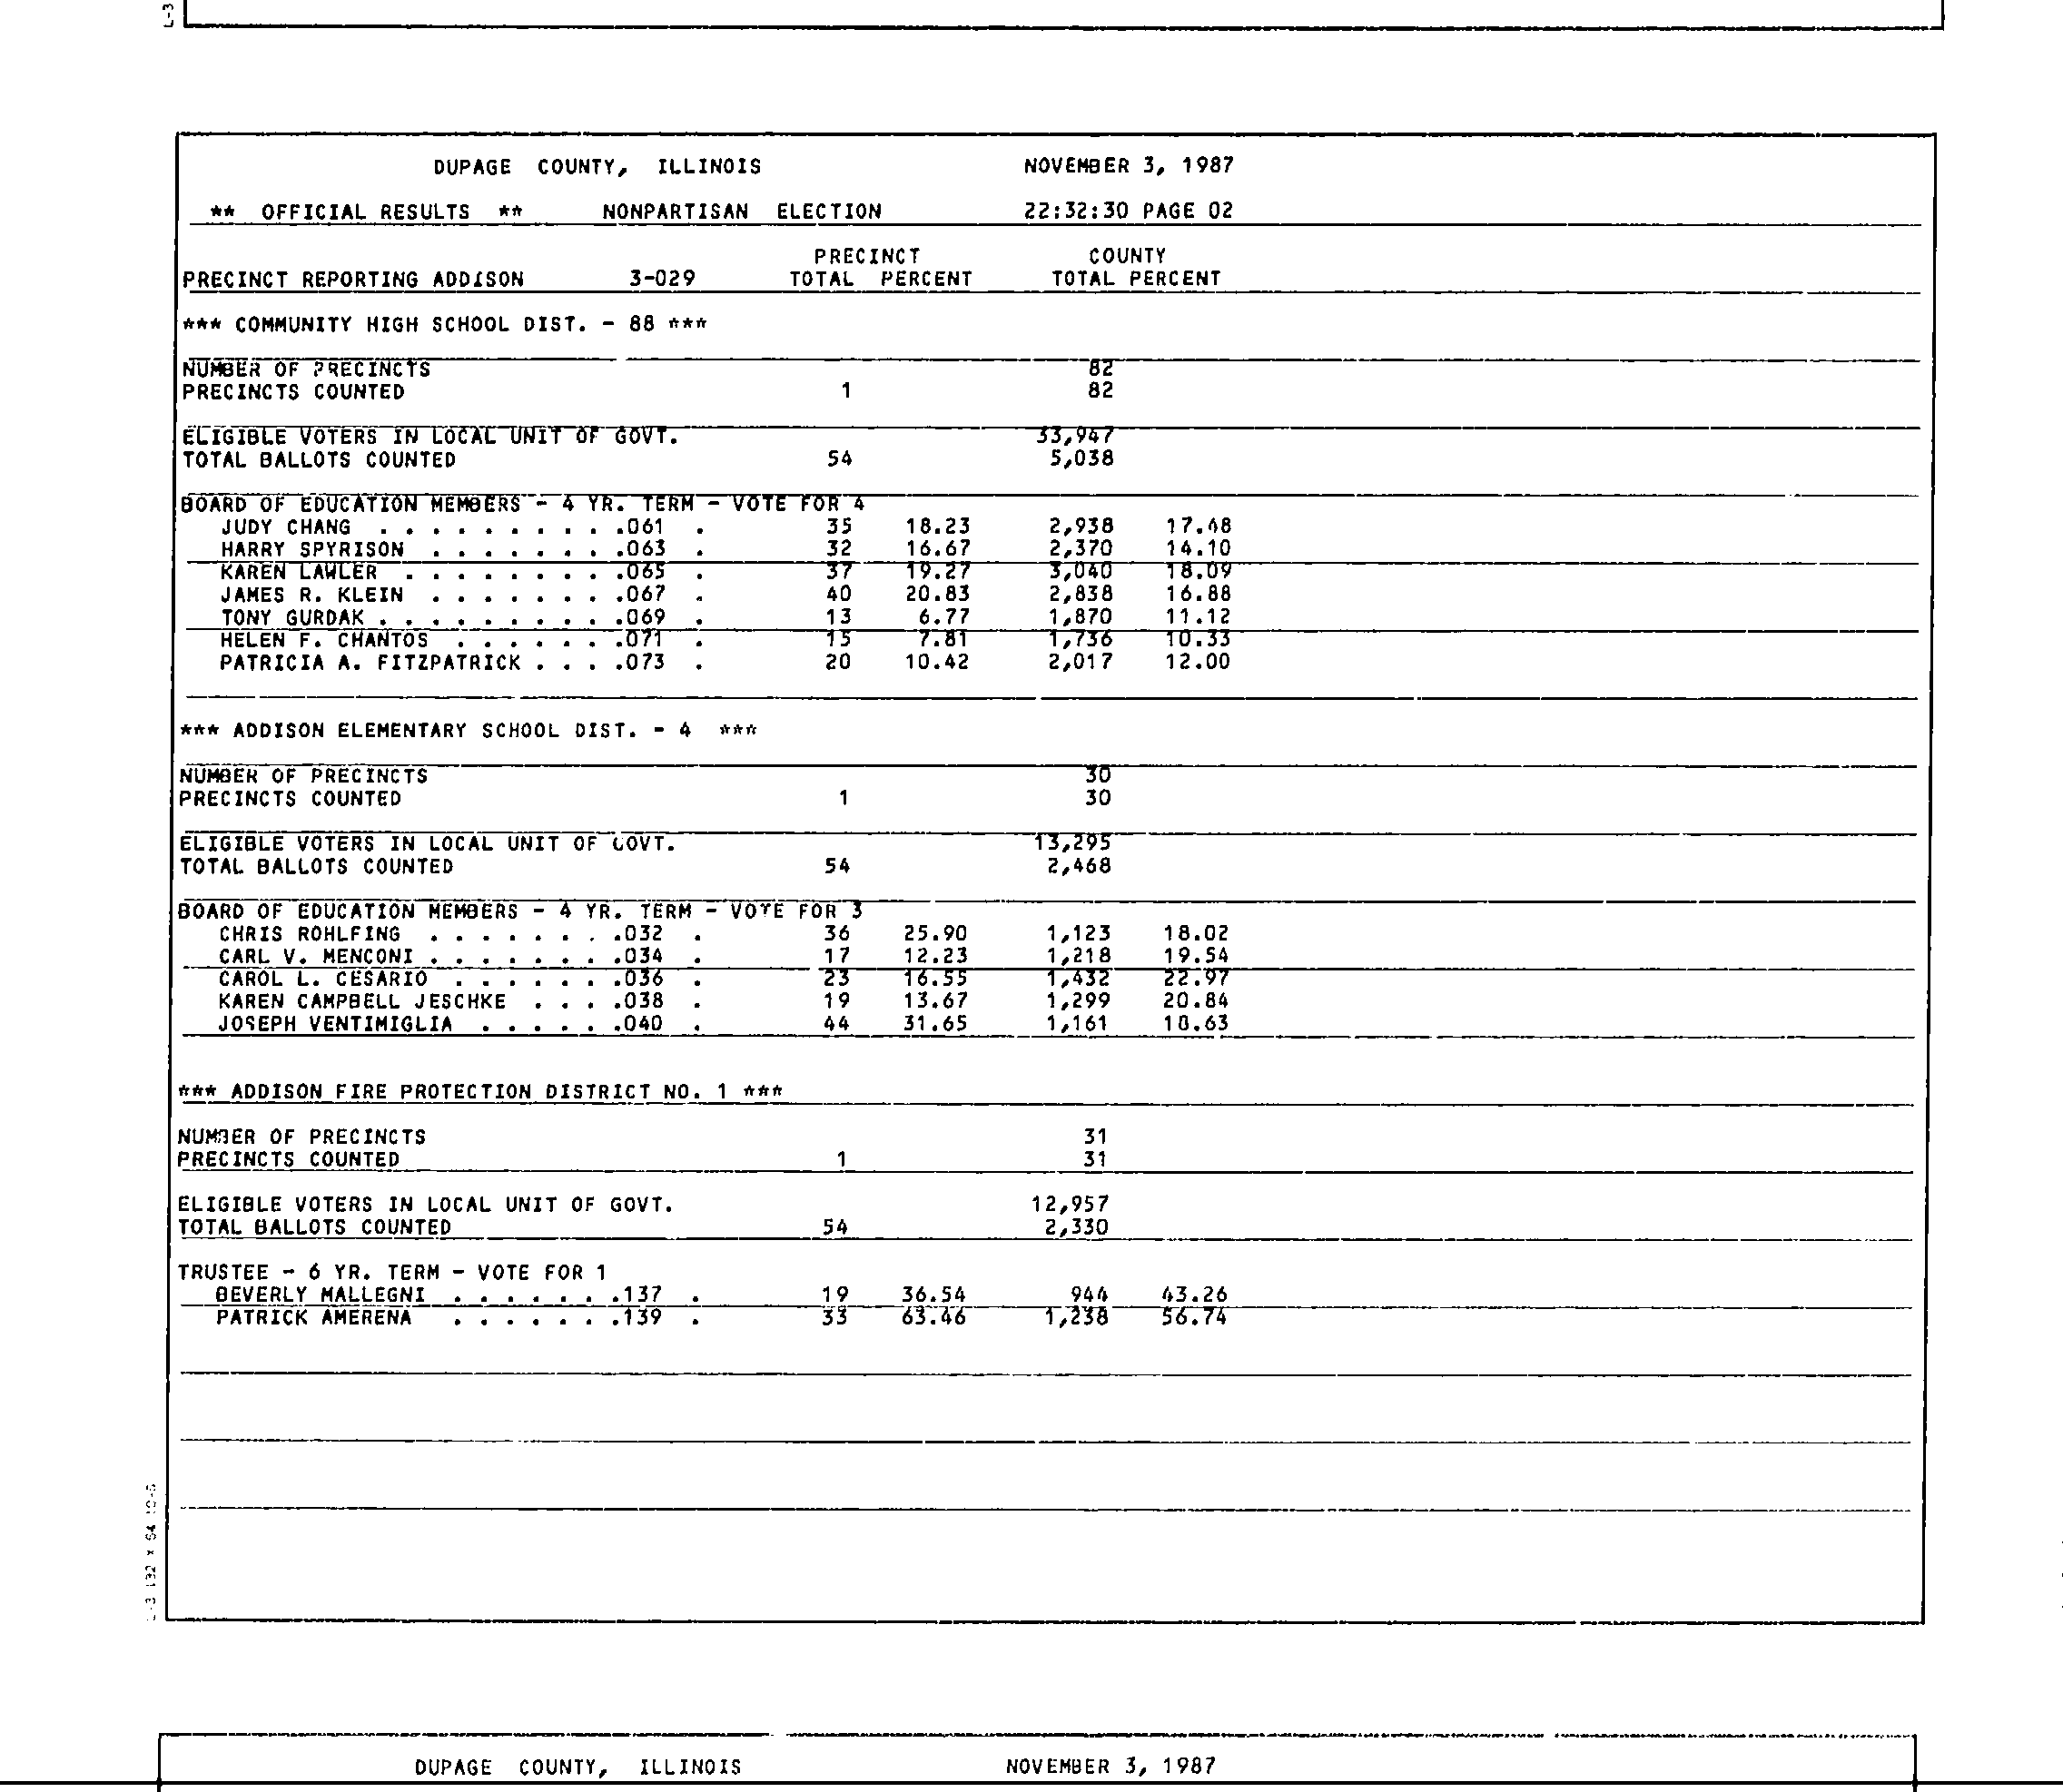 L-3
DUPAGE COUNTY, ILLINOIS NOVEMBER 3, 1987
** OFFICIAL RESULTS ** NONPARTISAN ELECTION 22:32:30 PAGE 02
PRECINCT COUNTY
PRECINCT REPORTING ADDISON 3-029 TOTAL PERCENT TOTAL PERCENT
*** COMMUNITY HIGH SCHOOL DIST. - 88 ***
NUMBER OF PRECINCTS 82
PRECINCTS COUNTED 1 82
ELIGIBLE VOTERS IN LOCAL UNIT OF GOVT. 33,947
TOTAL BALLOTS COUNTED 54 5,038
BOARD OF EDUCATION MEMBERS - 4 YR. TERM - VOTE FOR 4
JUDY CHANG . . . . . . . . . .061 . 35 18.23 2,938 17.48
HARRY SPYRISON . . . . . . . .063 . 32 16.67 2,370 14.10
KAREN LAWLER . . . . . . . . .065 . 37 19.27 3,040 18.09
JAMES R. KLEIN . . . . . . . .067 . 40 20.83 2,838 16.88
TONY GURDAK . . . . . . . . . .069 . 13 6.77 1,870 11.12
HELEN F. CHANTOS . . . . . . .071 . 15 7.81 1,736 10.33
PATRICIA A. FITZPATRICK . . . .073 . 20 10.42 2,017 12.00
*** ADDISON ELEMENTARY SCHOOL DIST. - 4 ***
NUMBER OF PRECINCTS 30
PRECINCTS COUNTED 1 30
ELIGIBLE VOTERS IN LOCAL UNIT OF GOVT. 13,295
TOTAL BALLOTS COUNTED 54 2,468
BOARD OF EDUCATION MEMBERS - 4 YR. TERM - VOTE FOR 3
CHRIS ROHLFING . . . . . . . .032 . 36 25.90 1,123 18.02
CARL V. MENCONI . . . . . . . .034 . 17 12.23 1,218 19.54
CAROL L. CESARIO . . . . . . .036 . 23 16.55 1,432 22.97
KAREN CAMPBELL JESCHKE . . . .038 . 19 13.67 1,299 20.84
JOSEPH VENTIMIGLIA . . . . . .040 . 44 31.65 1,161 18.63
*** ADDISON FIRE PROTECTION DISTRICT NO. 1 ***
NUMBER OF PRECINCTS 31
PRECINCTS COUNTED 1 31
ELIGIBLE VOTERS IN LOCAL UNIT OF GOVT. 12,957
TOTAL BALLOTS COUNTED 54 2,330
TRUSTEE - 6 YR. TERM - VOTE FOR 1
BEVERLY MALLEGNI . . . . . . .137 . 19 36.54 944 43.26
PATRICK AMERENA . . . . . . .139 . 33 63.46 1,238 56.74
L-3 132 x 64
DUPAGE COUNTY, ILLINOIS NOVEMBER 3, 1987